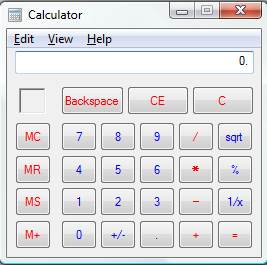 Calculator
Edit View Help
0.
Backspace CE C
MC 7 8 9 / sqrt
MR 4 5 6 * %
MS 1 2 3 − 1/x
M+ 0 +/- . + =